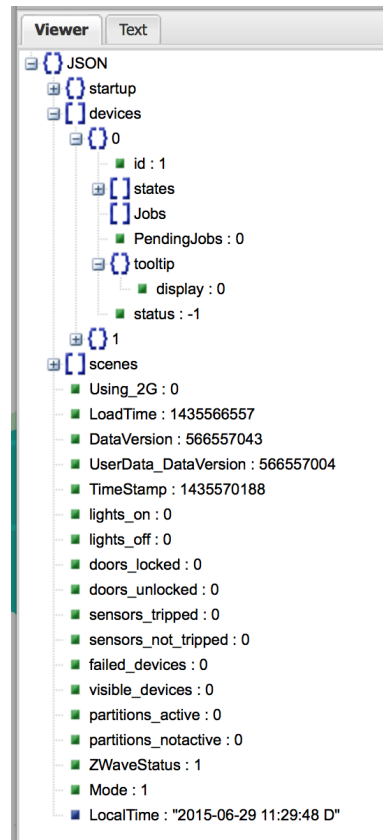 Viewer Text
JSON
startup
devices
0
id : 1
states
Jobs
PendingJobs : 0
tooltip
display : 0
status : -1
1
scenes
Using_2G : 0
LoadTime : 1435566557
DataVersion : 566557043
UserData_DataVersion : 566557004
TimeStamp : 1435570188
lights_on : 0
lights_off : 0
doors_locked : 0
doors_unlocked : 0
sensors_tripped : 0
sensors_not_tripped : 0
failed_devices : 0
visible_devices : 0
partitions_active : 0
partitions_notactive : 0
ZWaveStatus : 1
Mode : 1
LocalTime : "2015-06-29 11:29:48 D"